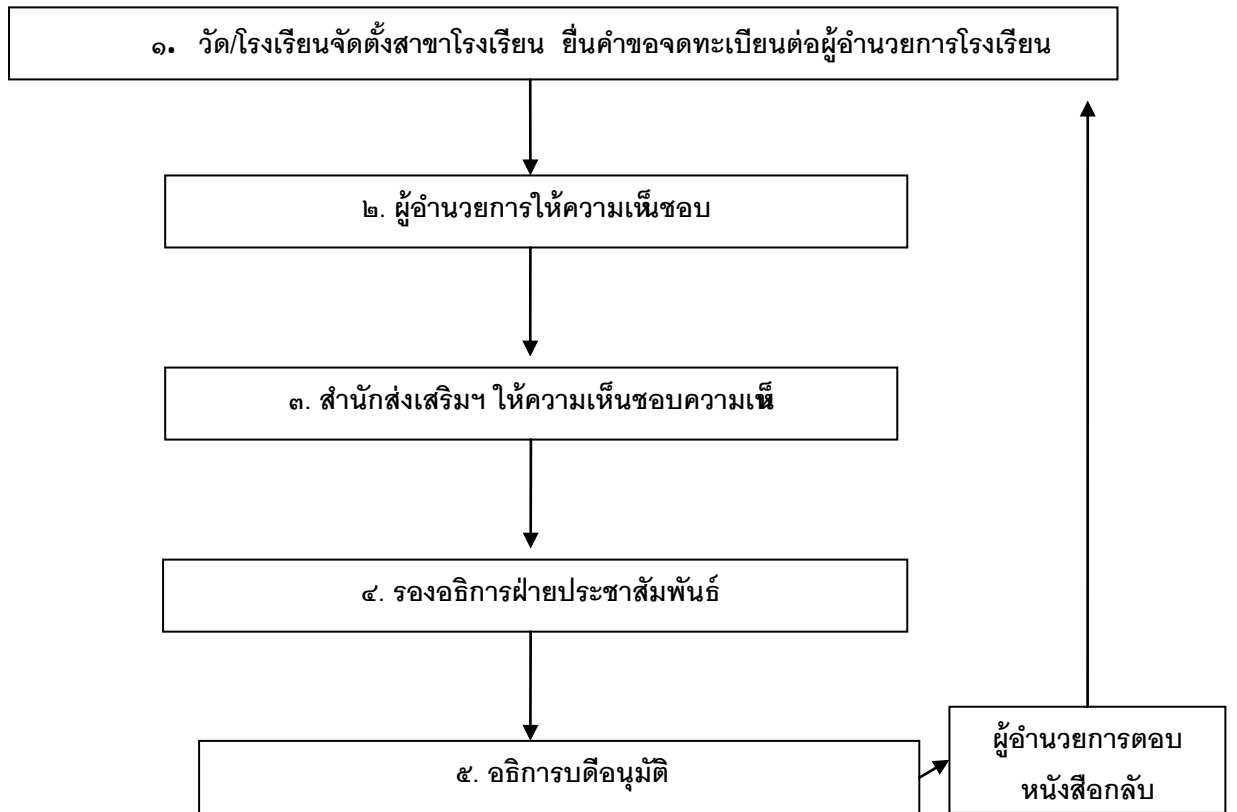 ๑. วัด/โรงเรียนจัดตั้งสาขาโรงเรียน ยื่นคำขอจดทะเบียนต่อผู้อำนวยการโรงเรียน
๒. ผู้อำนวยการให้ความเห็นชอบ
๓. สำนักส่งเสริมฯ ให้ความเห็นชอบความเห็
๔. รองอธิการฝ่ายประชาสัมพันธ์
๕. อธิการบดีอนุมัติ
ผู้อำนวยการตอบ
หนังสือกลับ